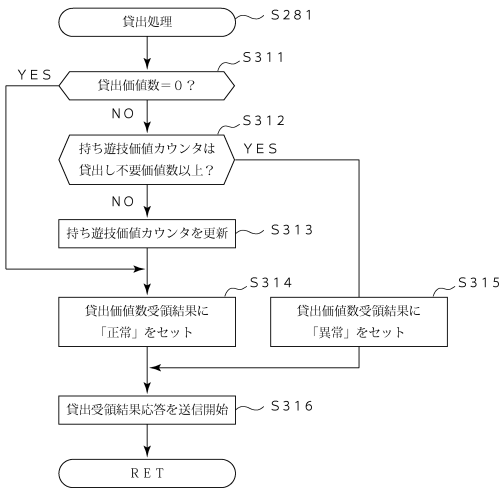 貸出処理
S281
YES
貸出価値数＝０？
S311
NO
持ち遊技価値カウンタは
貸出し不要価値数以上？
S312
YES
NO
持ち遊技価値カウンタを更新
S313
貸出価値数受領結果に
「正常」をセット
S314
貸出価値数受領結果に
「異常」をセット
S315
貸出受領結果応答を送信開始
S316
RET